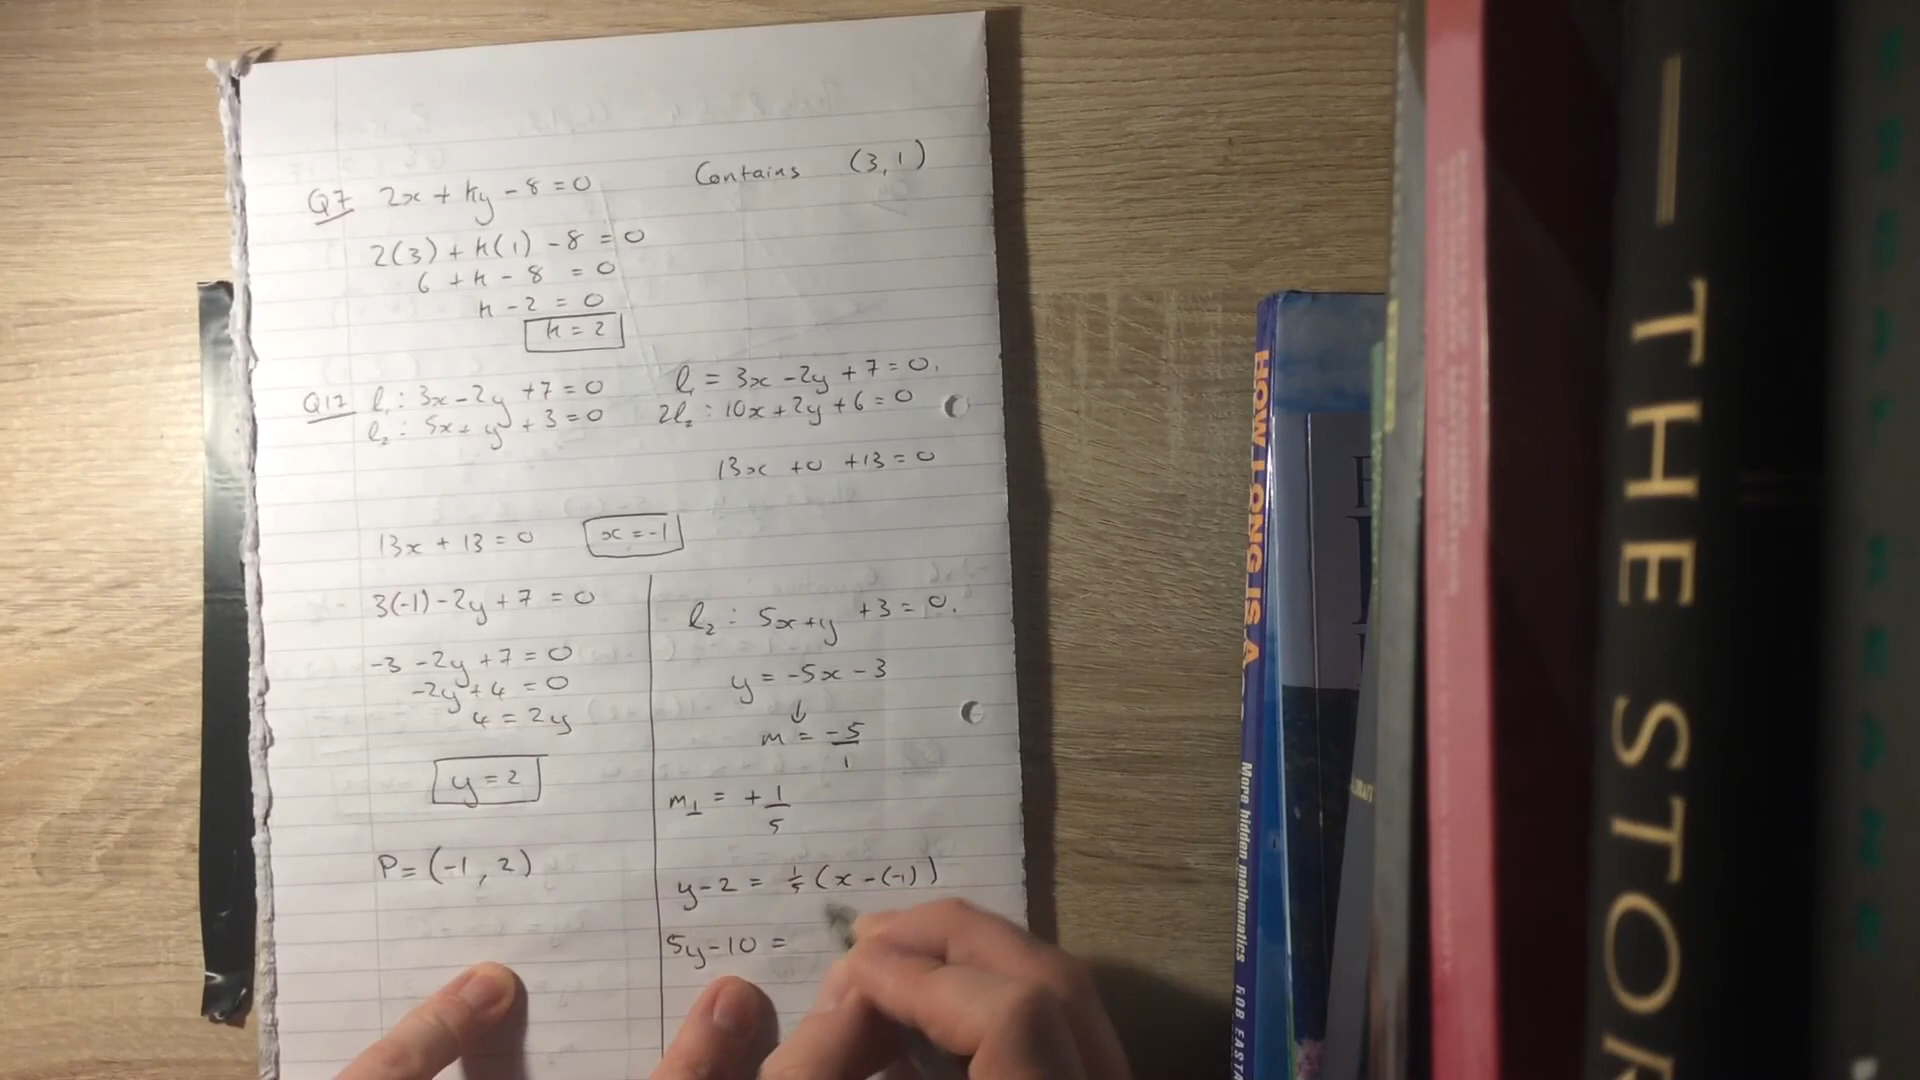 Q7 2x + ky - 8 = 0 Contains (3,1)
2(3) + k(1) - 8 = 0
6 + k - 8 = 0
k - 2 = 0
k = 2
Q12 l₁: 3x - 2y + 7 = 0
l₂: 5x + y + 3 = 0
l₁ = 3x - 2y + 7 = 0.
2l₂: 10x + 2y + 6 = 0
13x + 0 + 13 = 0
13x + 13 = 0 x = -1
3(-1) - 2y + 7 = 0
-3 - 2y + 7 = 0
-2y + 4 = 0
4 = 2y
y = 2
P = (-1, 2)
l₂: 5x + y + 3 = 0.
y = -5x - 3
↓
m = -5/1
m⊥ = +1/5
y - 2 = 1/5 (x - (-1))
5y - 10 =
HOW LONG IS A
More hidden mathematics ROB EASTA
THE STOR